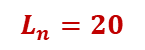 Lₙ = 20